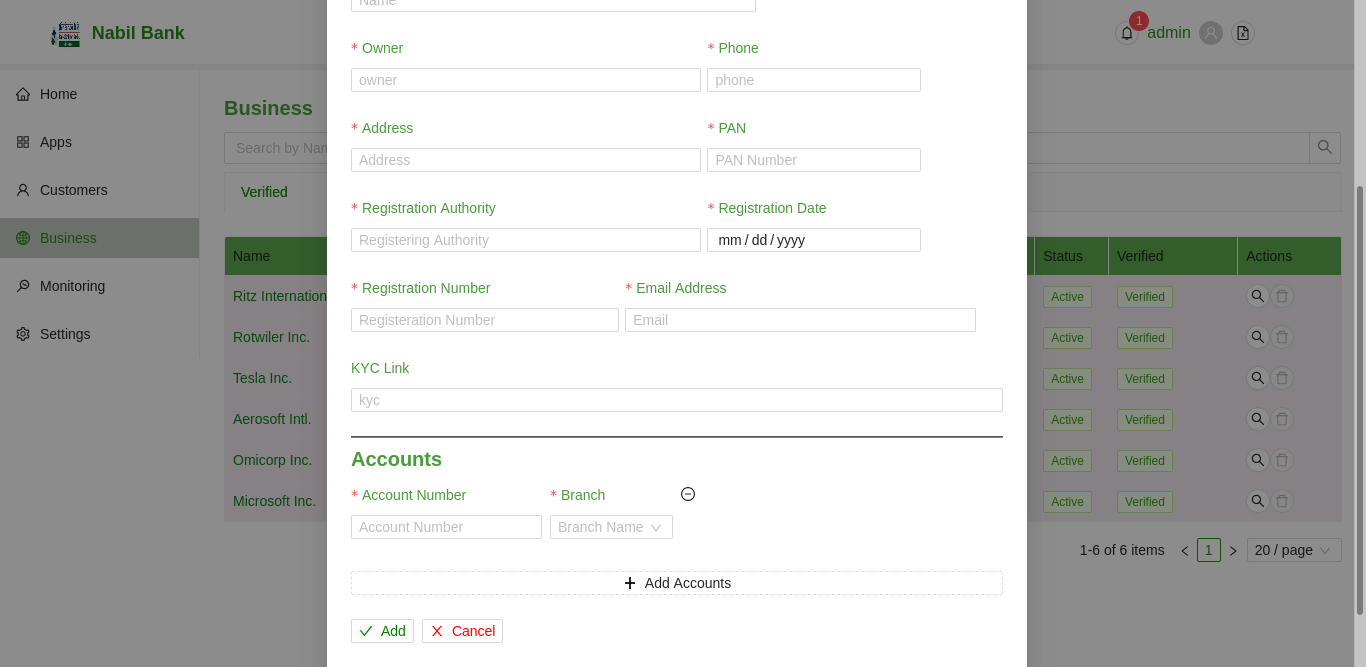 Nabil Bank
1
admin
Home
Apps
Customers
Business
Monitoring
Settings
Business
Search by Nam
Verified
Name
Status
Verified
Actions
Ritz Internation
Active
Verified
Rotwiler Inc.
Active
Verified
Tesla Inc.
Active
Verified
Aerosoft Intl.
Active
Verified
Omicorp Inc.
Active
Verified
Microsoft Inc.
Active
Verified
1-6 of 6 items
1
20 / page
Name
* Owner
* Phone
owner
phone
* Address
* PAN
Address
PAN Number
* Registration Authority
* Registration Date
Registering Authority
mm/dd/yyyy
* Registration Number
* Email Address
Registeration Number
Email
KYC Link
kyc
Accounts
* Account Number
* Branch
Account Number
Branch Name
Add Accounts
Add
Cancel